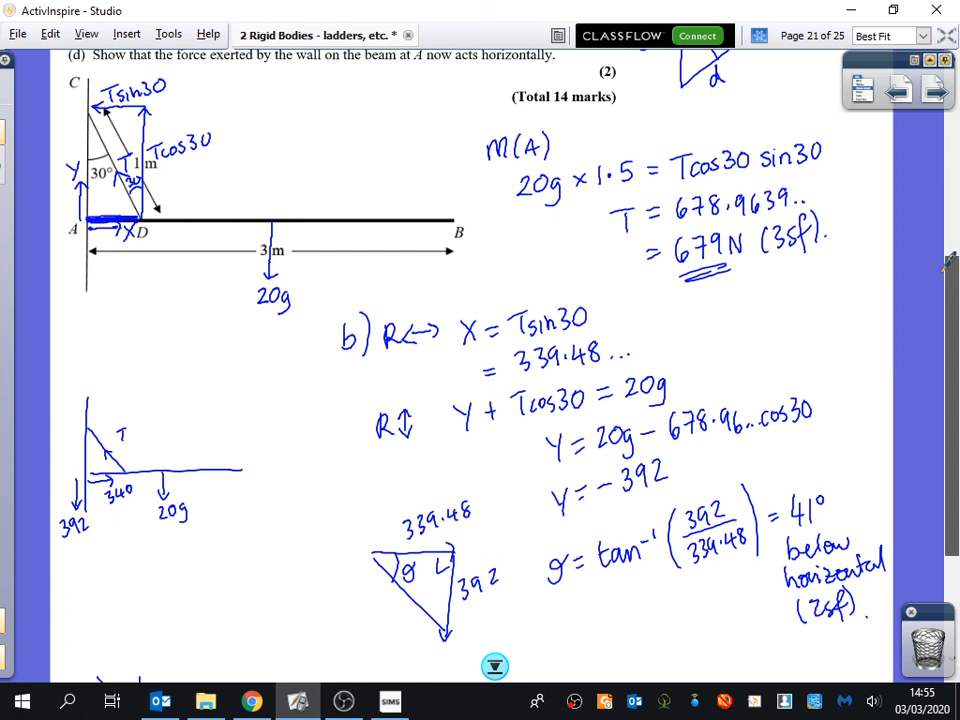 ActivInspire - Studio
File Edit View Insert Tools Help
2 Rigid Bodies - ladders, etc. *
CLASSFLOW Connect
Page 21 of 25
Best Fit
(d) Show that the force exerted by the wall on the beam at A now acts horizontally.
(2)
(Total 14 marks)
d
C
Tsin30
Tcos30
Y
30°
T
1 m
30
A
X
D
B
3 m
20g
M(A)
20g × 1.5 = Tcos30 sin30
T = 678.9639..
= 679N (3sf).
b) R↔ X = Tsin30
= 339.48...
R↕ Y + Tcos30 = 20g
Y = 20g - 678.96...cos30
Y = -392
T
340
392
20g
339.48
θ
392
θ = tan⁻¹ (392/339.48) = 41°
below
horizontal
(2sf).
SIMS
14:55
03/03/2020